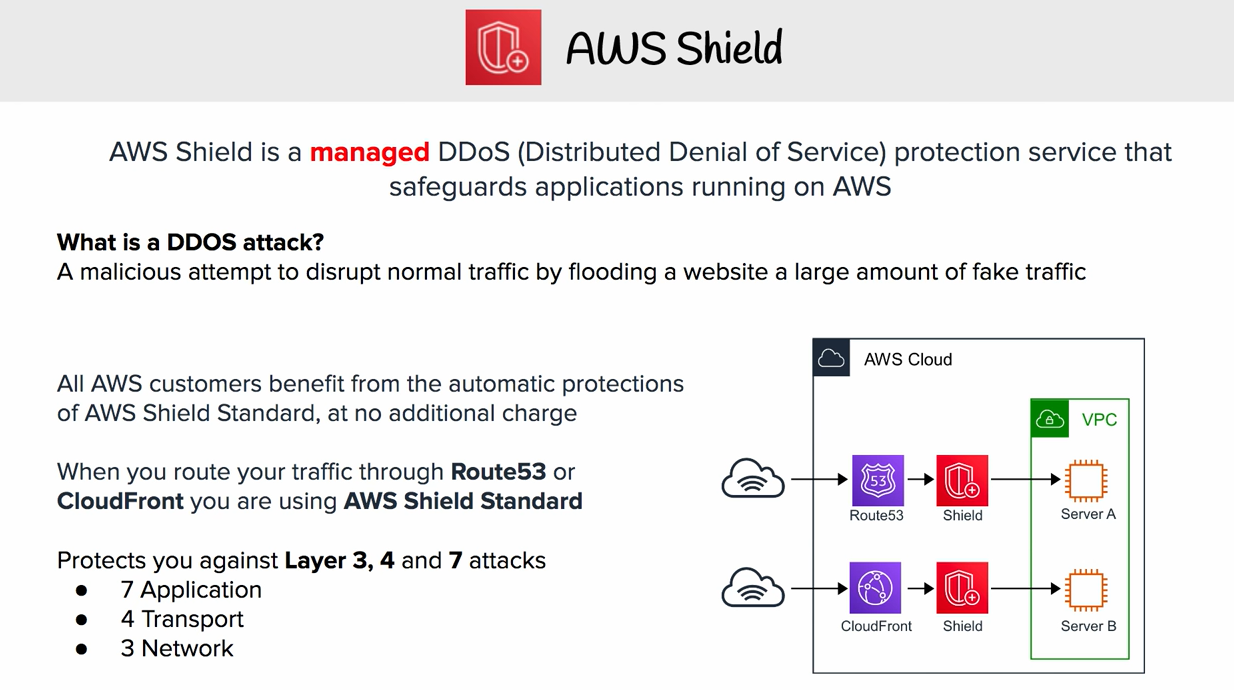 AWS Shield
AWS Shield is a managed DDoS (Distributed Denial of Service) protection service that
safeguards applications running on AWS
What is a DDOS attack?
A malicious attempt to disrupt normal traffic by flooding a website a large amount of fake traffic
All AWS customers benefit from the automatic protections
of AWS Shield Standard, at no additional charge
When you route your traffic through Route53 or
CloudFront you are using AWS Shield Standard
Protects you against Layer 3, 4 and 7 attacks
● 7 Application
● 4 Transport
● 3 Network
AWS Cloud
VPC
53
Route53
Shield
Server A
CloudFront
Shield
Server B